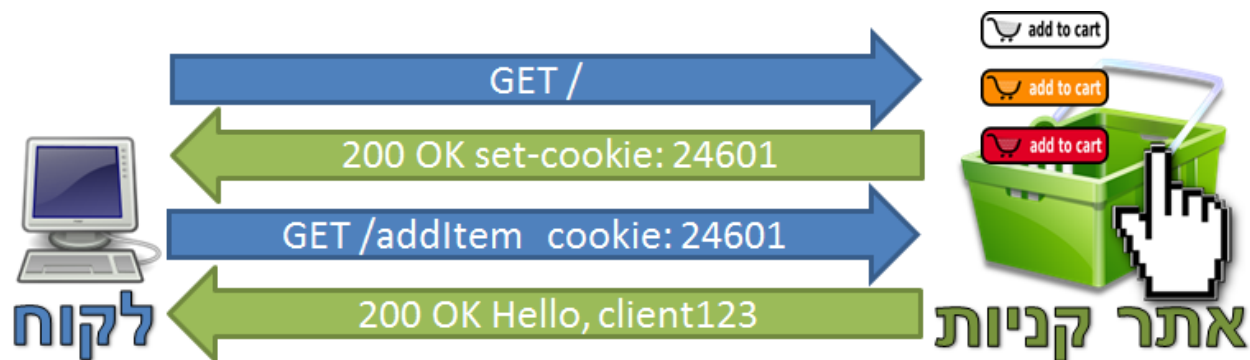 add to cart
GET /
add to cart
200 OK set-cookie: 24601
add to cart
GET /addItem cookie: 24601
200 OK Hello, client123
לקוח
אתר קניות